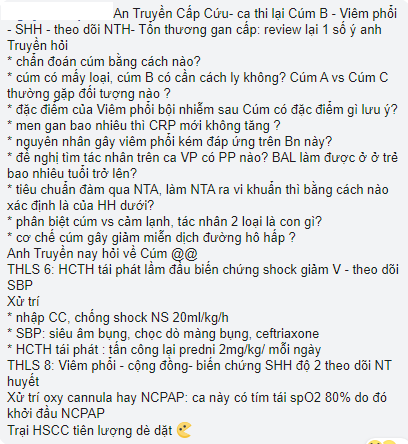 An Truyền Cấp Cứu- ca thi lại Cúm B - Viêm phổi
- SHH - theo dõi NTH- Tổn thương gan cấp: review lại 1 số ý anh
Truyền hỏi
* chẩn đoán cúm bằng cách nào?
* cúm có mấy loại, cúm B có cần cách ly không? Cúm A vs Cúm C
thường gặp đối tượng nào ?
* đặc điểm của Viêm phổi bội nhiễm sau Cúm có đặc điểm gì lưu ý?
* men gan bao nhiêu thì CRP mới không tăng ?
* nguyên nhân gây viêm phổi kém đáp ứng trên Bn này?
* đề nghị tìm tác nhân trên ca VP có PP nào? BAL làm được ở ở trẻ
bao nhiêu tuổi trở lên?
* tiêu chuẩn đàm qua NTA, làm NTA ra vi khuẩn thì bằng cách nào
xác định là của HH dưới?
* phân biệt cúm vs cảm lạnh, tác nhân 2 loại là con gì?
* cơ chế cúm gây giảm miễn dịch đường hô hấp ?
Anh Truyền nay hỏi về Cúm @@
THLS 6: HCTH tái phát lầm đầu biến chứng shock giảm V - theo dõi
SBP
Xử trí
* nhập CC, chống shock NS 20ml/kg/h
* SBP: siêu âm bụng, chọc dò màng bụng, ceftriaxone
* HCTH tái phát : tấn công lại predni 2mg/kg/ mỗi ngày
THLS 8: Viêm phổi - cộng đồng- biến chứng SHH độ 2 theo dõi NT
huyết
Xử trí oxy cannula hay NCPAP: ca này có tím tái spO2 80% do đó
khởi đầu NCPAP
Trại HSCC tiên lượng dè dặt